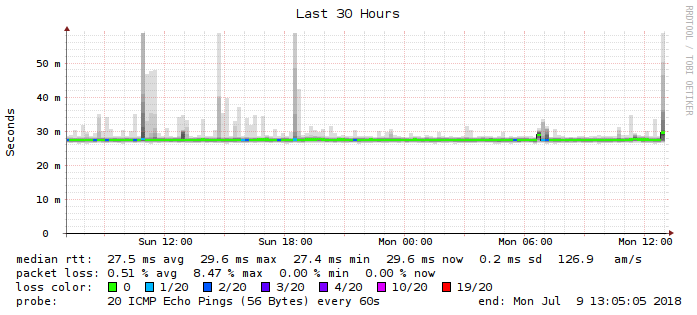 Last 30 Hours
RRDTOOL / TOBI OETIKER
Seconds
50 m
40 m
30 m
20 m
10 m
0
Sun 12:00 Sun 18:00 Mon 00:00 Mon 06:00 Mon 12:00
median rtt: 27.5 ms avg 29.6 ms max 27.4 ms min 29.6 ms now 0.2 ms sd 126.9 am/s
packet loss: 0.51 % avg 8.47 % max 0.00 % min 0.00 % now
loss color: 0 1/20 2/20 3/20 4/20 10/20 19/20
probe: 20 ICMP Echo Pings (56 Bytes) every 60s end: Mon Jul 9 13:05:05 2018